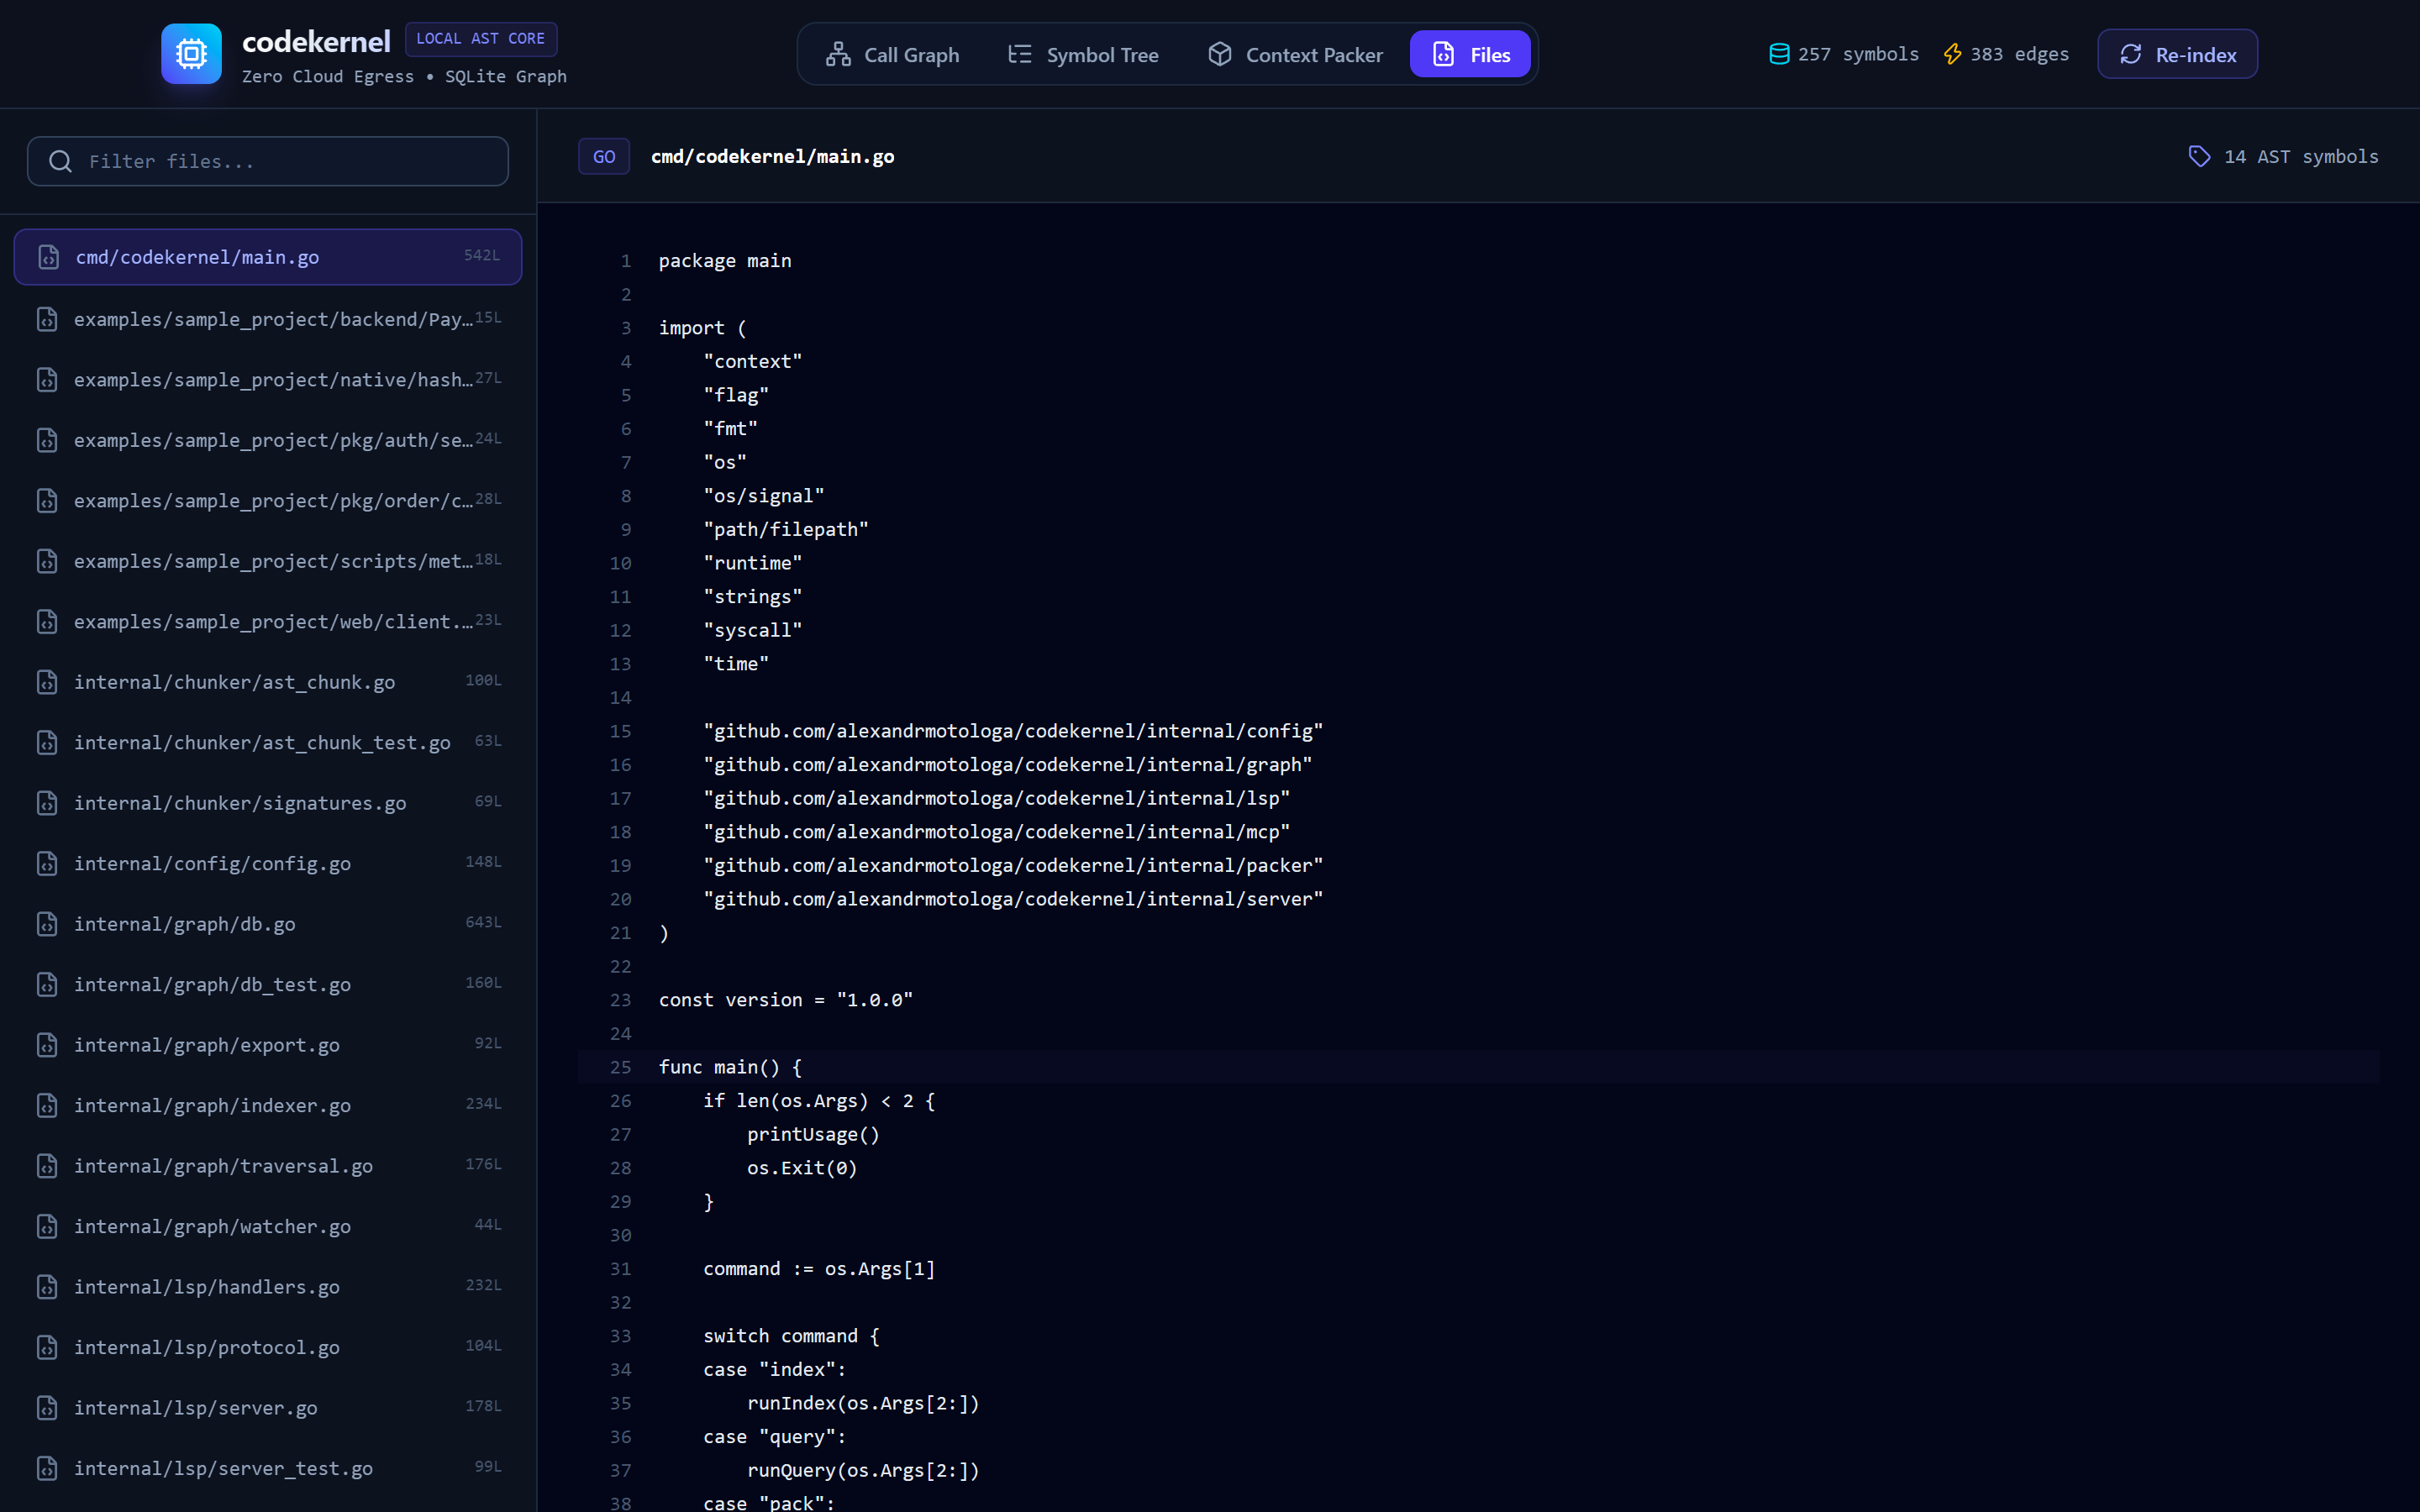 codekernel LOCAL AST CORE
Zero Cloud Egress • SQLite Graph
Call Graph Symbol Tree Context Packer Files
257 symbols 383 edges Re-index
Filter files...
cmd/codekernel/main.go 542L
examples/sample_project/backend/Pay… 15L
examples/sample_project/native/hash… 27L
examples/sample_project/pkg/auth/se… 24L
examples/sample_project/pkg/order/c… 28L
examples/sample_project/scripts/met… 18L
examples/sample_project/web/client.… 23L
internal/chunker/ast_chunk.go 100L
internal/chunker/ast_chunk_test.go 63L
internal/chunker/signatures.go 69L
internal/config/config.go 148L
internal/graph/db.go 643L
internal/graph/db_test.go 160L
internal/graph/export.go 92L
internal/graph/indexer.go 234L
internal/graph/traversal.go 176L
internal/graph/watcher.go 44L
internal/lsp/handlers.go 232L
internal/lsp/protocol.go 104L
internal/lsp/server.go 178L
internal/lsp/server_test.go 99L
GO cmd/codekernel/main.go 14 AST symbols
1 package main
2
3 import (
4     "context"
5     "flag"
6     "fmt"
7     "os"
8     "os/signal"
9     "path/filepath"
10     "runtime"
11     "strings"
12     "syscall"
13     "time"
14
15     "github.com/alexandrmotologa/codekernel/internal/config"
16     "github.com/alexandrmotologa/codekernel/internal/graph"
17     "github.com/alexandrmotologa/codekernel/internal/lsp"
18     "github.com/alexandrmotologa/codekernel/internal/mcp"
19     "github.com/alexandrmotologa/codekernel/internal/packer"
20     "github.com/alexandrmotologa/codekernel/internal/server"
21 )
22
23 const version = "1.0.0"
24
25 func main() {
26     if len(os.Args) < 2 {
27         printUsage()
28         os.Exit(0)
29     }
30
31     command := os.Args[1]
32
33     switch command {
34     case "index":
35         runIndex(os.Args[2:])
36     case "query":
37         runQuery(os.Args[2:])
38     case "pack":